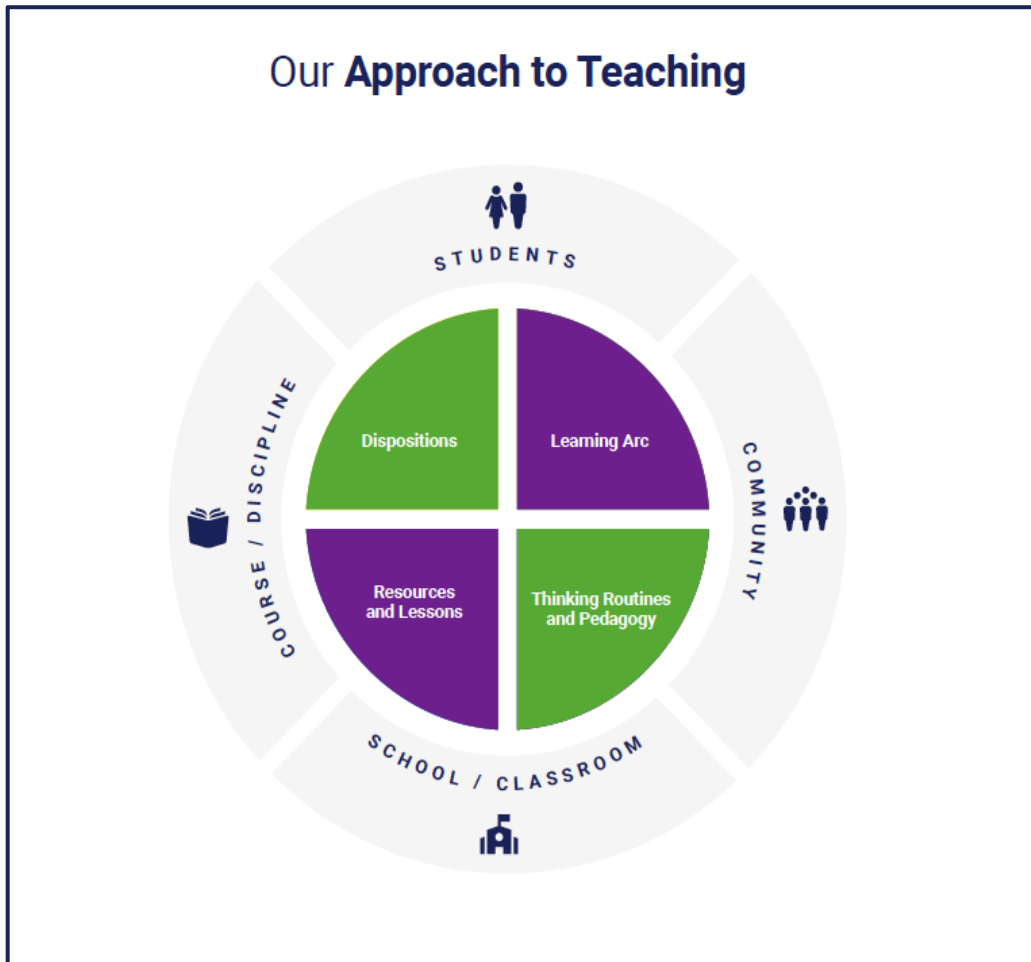 Our Approach to Teaching
STUDENTS
COURSE / DISCIPLINE
COMMUNITY
Dispositions
Learning Arc
Resources
and Lessons
Thinking Routines
and Pedagogy
SCHOOL / CLASSROOM